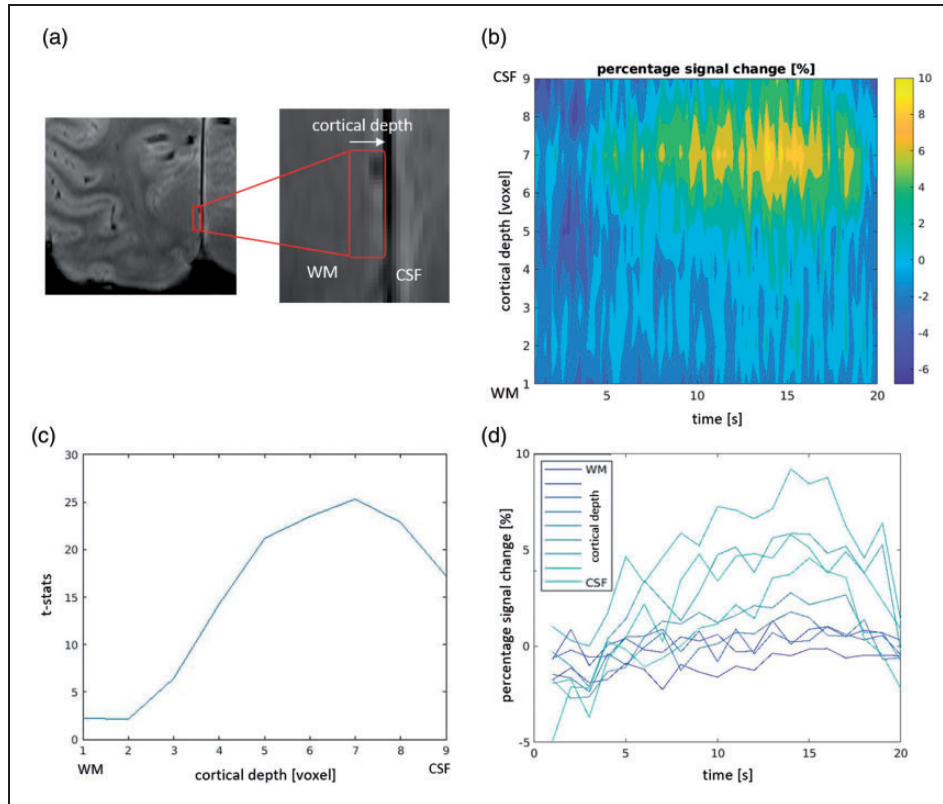 (a)
cortical depth
WM
CSF
(b)
percentage signal change [%]
CSF
9
8
7
6
5
4
3
2
1
WM
cortical depth [voxel]
5
10
15
20
time [s]
10
8
6
4
2
0
-2
-4
-6
(c)
30
25
20
15
10
5
0
t-stats
1
2
3
4
5
6
7
8
9
WM
cortical depth [voxel]
CSF
(d)
10
5
0
-5
percentage signal change [%]
WM
cortical depth
CSF
0
5
10
15
20
time [s]